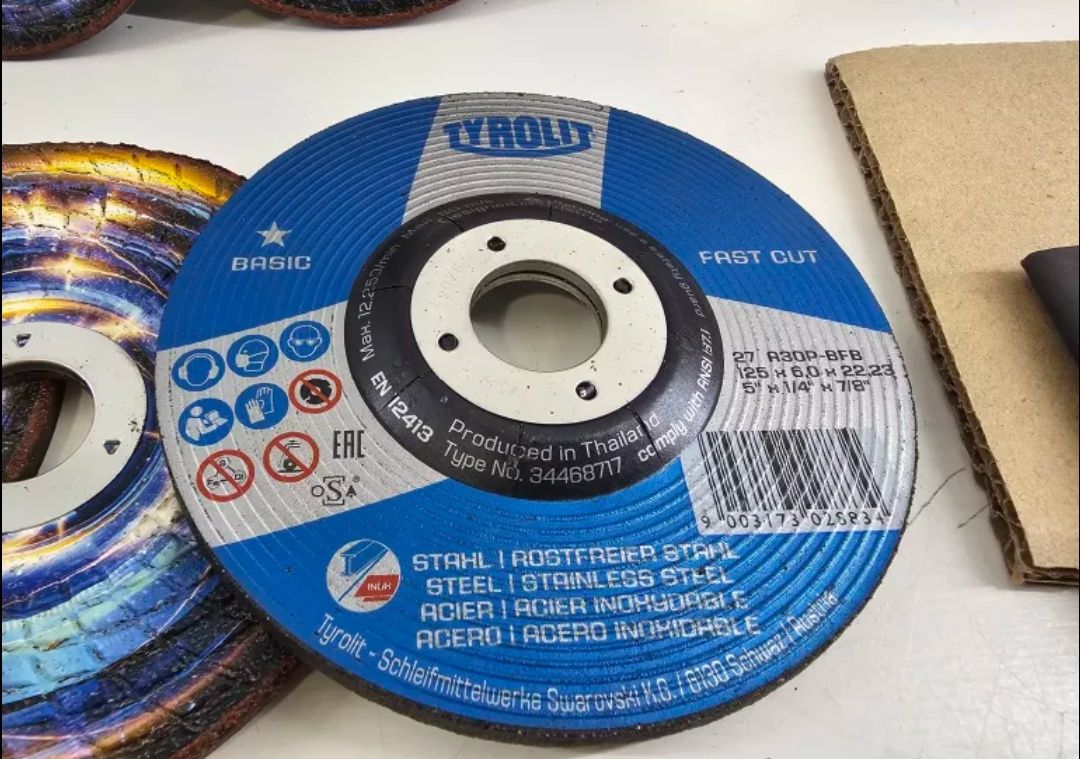 TYROLIT
BASIC
FAST CUT
Max. 12.250/min
EN 12413
Produced in Thailand
Type No. 34468717
comply with ANSI B7.1
27 A30P-BFB
125 x 6,0 x 22,23
5" x 1/4" x 7/8"
EAC
oSa
9 003173 02583
STAHL | ROSTFREIER STAHL
STEEL | STAINLESS STEEL
ACIER | ACIER INOXYDABLE
ACERO | ACERO INOXIDABLE
INOX
Tyrolit - Schleifmittelwerke Swarovski K.G. / 6130 Schwaz / Austria